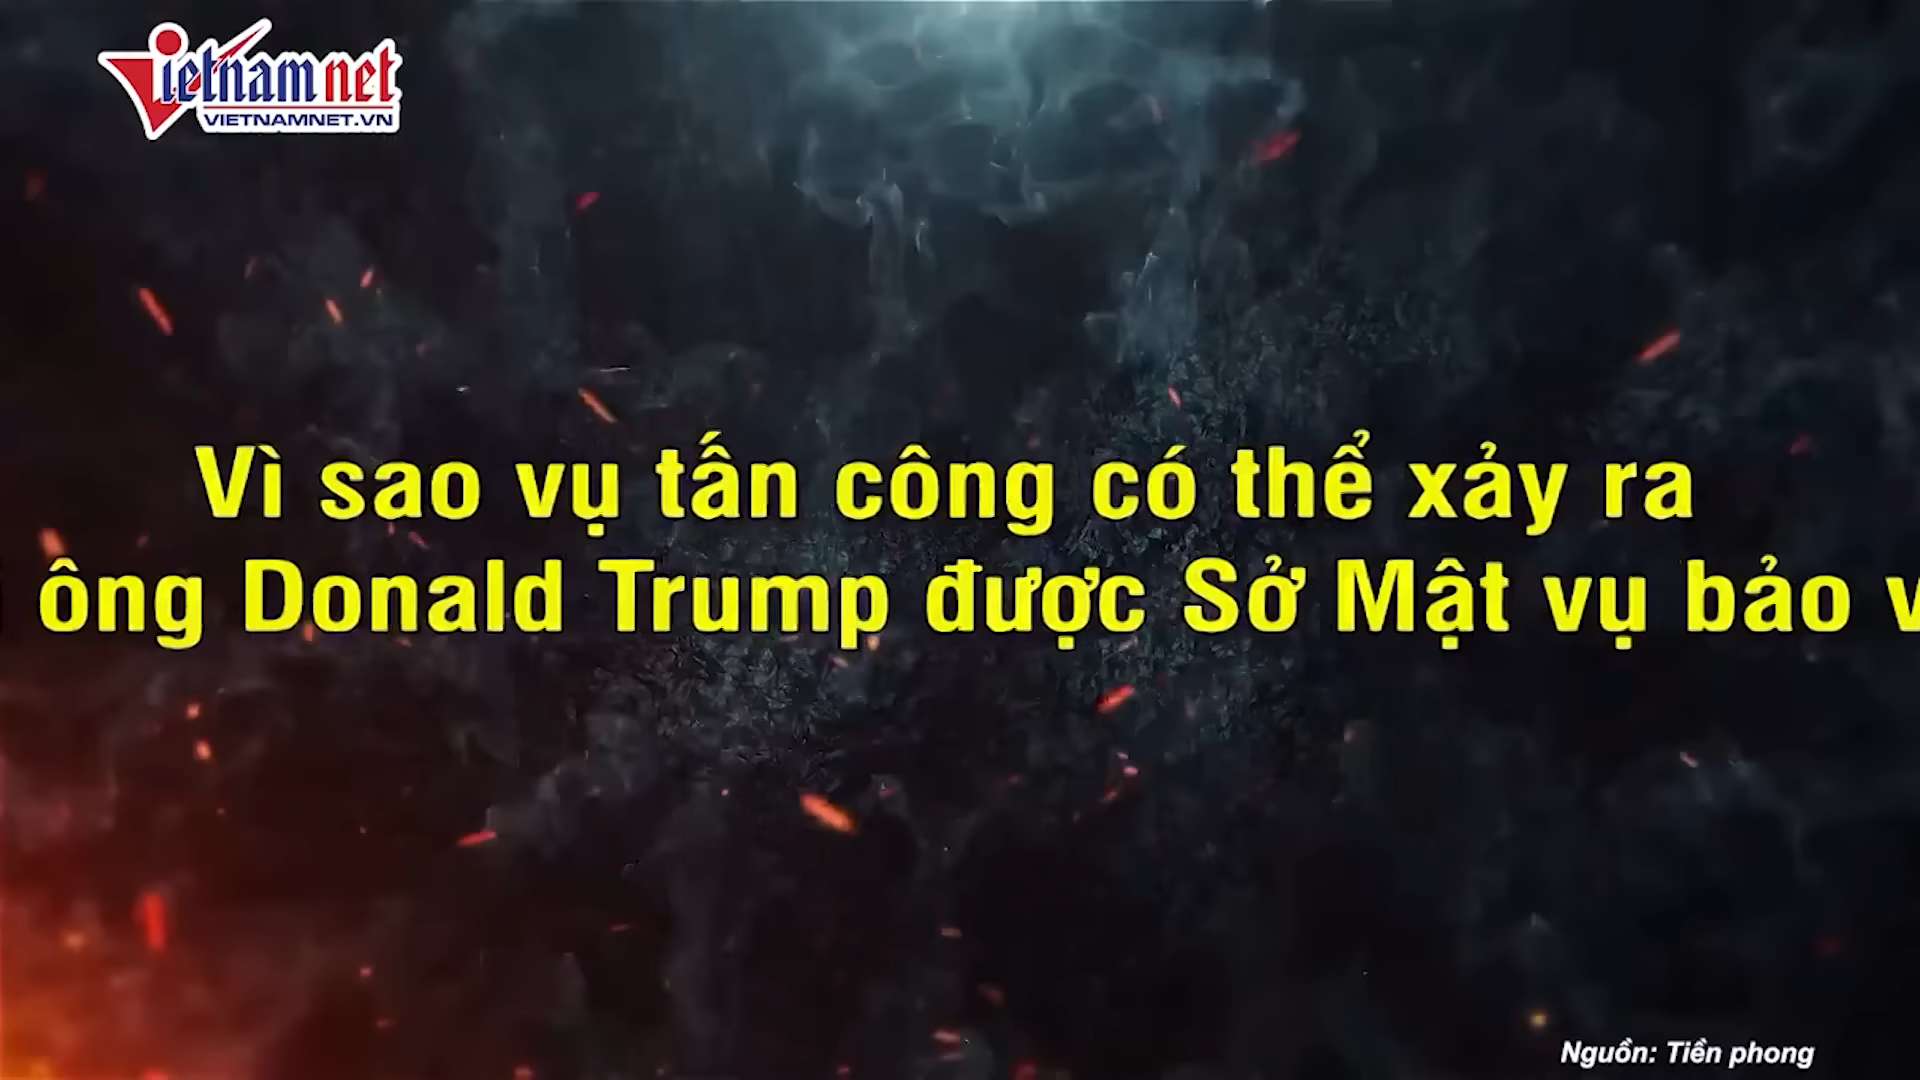 Vietnamnet
VIETNAMNET.VN
Vì sao vụ tấn công có thể xảy ra
ông Donald Trump được Sở Mật vụ bảo
Nguồn: Tiền phong